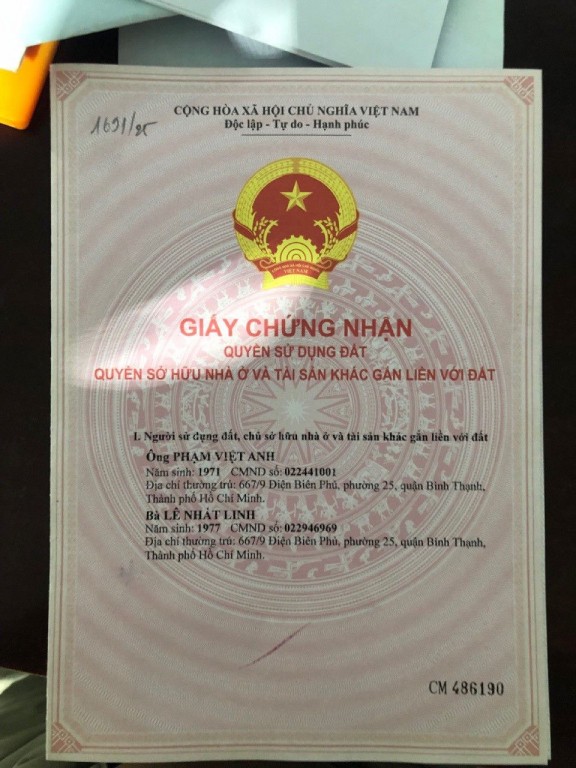 1691/25
CỘNG HÒA XÃ HỘI CHỦ NGHĨA VIỆT NAM
Độc lập - Tự do - Hạnh phúc
VIỆT NAM
GIẤY CHỨNG NHẬN
QUYỀN SỬ DỤNG ĐẤT
QUYỀN SỞ HỮU NHÀ Ở VÀ TÀI SẢN KHÁC GẮN LIỀN VỚI ĐẤT
I. Người sử dụng đất, chủ sở hữu nhà ở và tài sản khác gắn liền với đất
Ông PHẠM VIỆT ANH
Năm sinh: 1971 CMND số: 022441001
Địa chỉ thường trú: 667/9 Điện Biên Phủ, phường 25, quận Bình Thạnh,
Thành phố Hồ Chí Minh.
Bà LÊ NHẤT LINH
Năm sinh: 1977 CMND số: 022946969
Địa chỉ thường trú: 667/9 Điện Biên Phủ, phường 25, quận Bình Thạnh,
Thành phố Hồ Chí Minh.
CM 486190